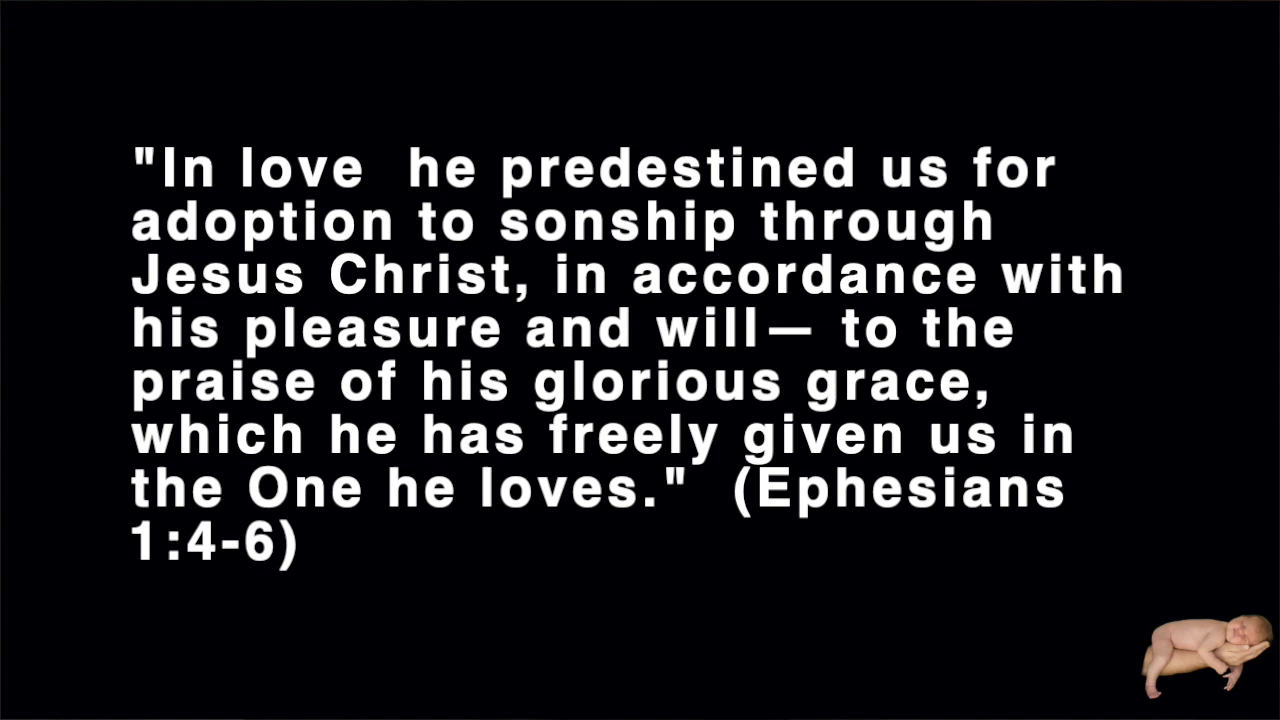 "In love  he predestined us for
adoption to sonship through
Jesus Christ, in accordance with
his pleasure and will— to the
praise of his glorious grace,
which he has freely given us in
the One he loves."  (Ephesians
1:4-6)